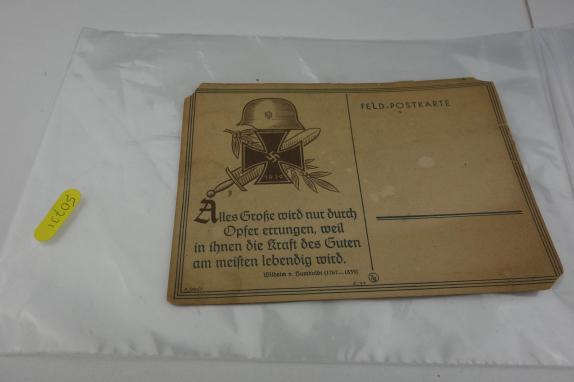 FELD-POSTKARTE
1939
Alles Große wird nur durch
Opfer errungen, weil
in ihnen die Kraft des Guten
am meisten lebendig wird.
Wilhelm v. Humboldt (1767—1835)